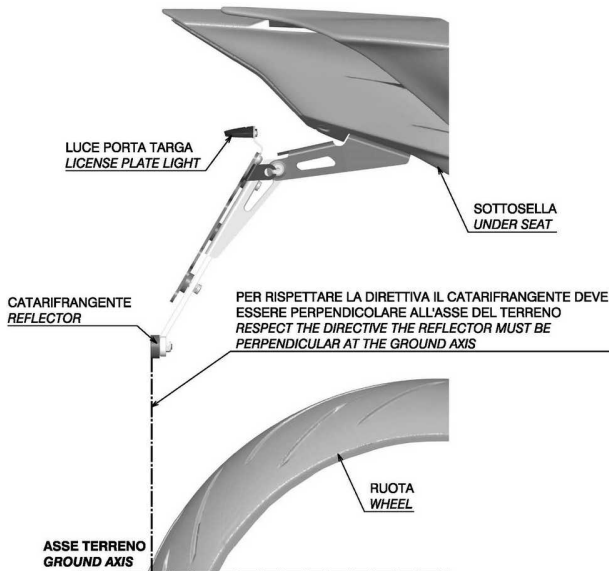 LUCE PORTA TARGA
LICENSE PLATE LIGHT
SOTTOSELLA
UNDER SEAT
CATARIFRANGENTE
REFLECTOR
PER RISPETTARE LA DIRETTIVA IL CATARIFRANGENTE DEVE
ESSERE PERPENDICOLARE ALL'ASSE DEL TERRENO
RESPECT THE DIRECTIVE THE REFLECTOR MUST BE
PERPENDICULAR AT THE GROUND AXIS
RUOTA
WHEEL
ASSE TERRENO
GROUND AXIS